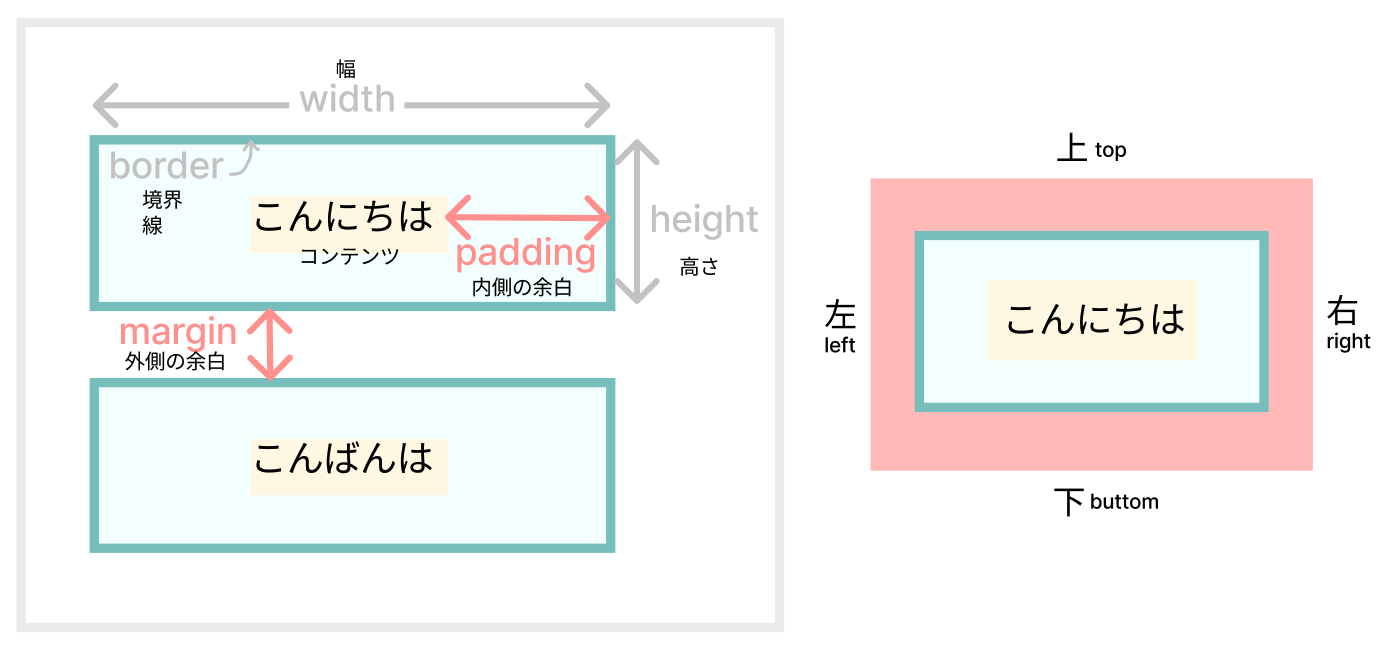 幅
width
border
境界
線
こんにちは
コンテンツ
padding
内側の余白
height
高さ
margin
外側の余白
こんばんは
上 top
左
left
こんにちは
右
right
下 buttom